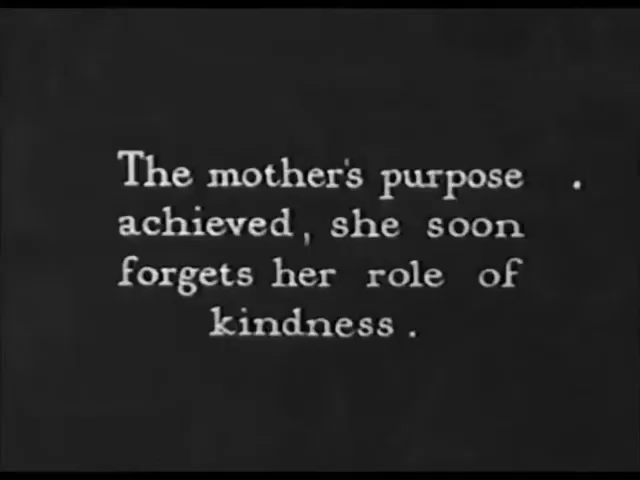 The mother's purpose
achieved, she soon
forgets her role of
kindness.